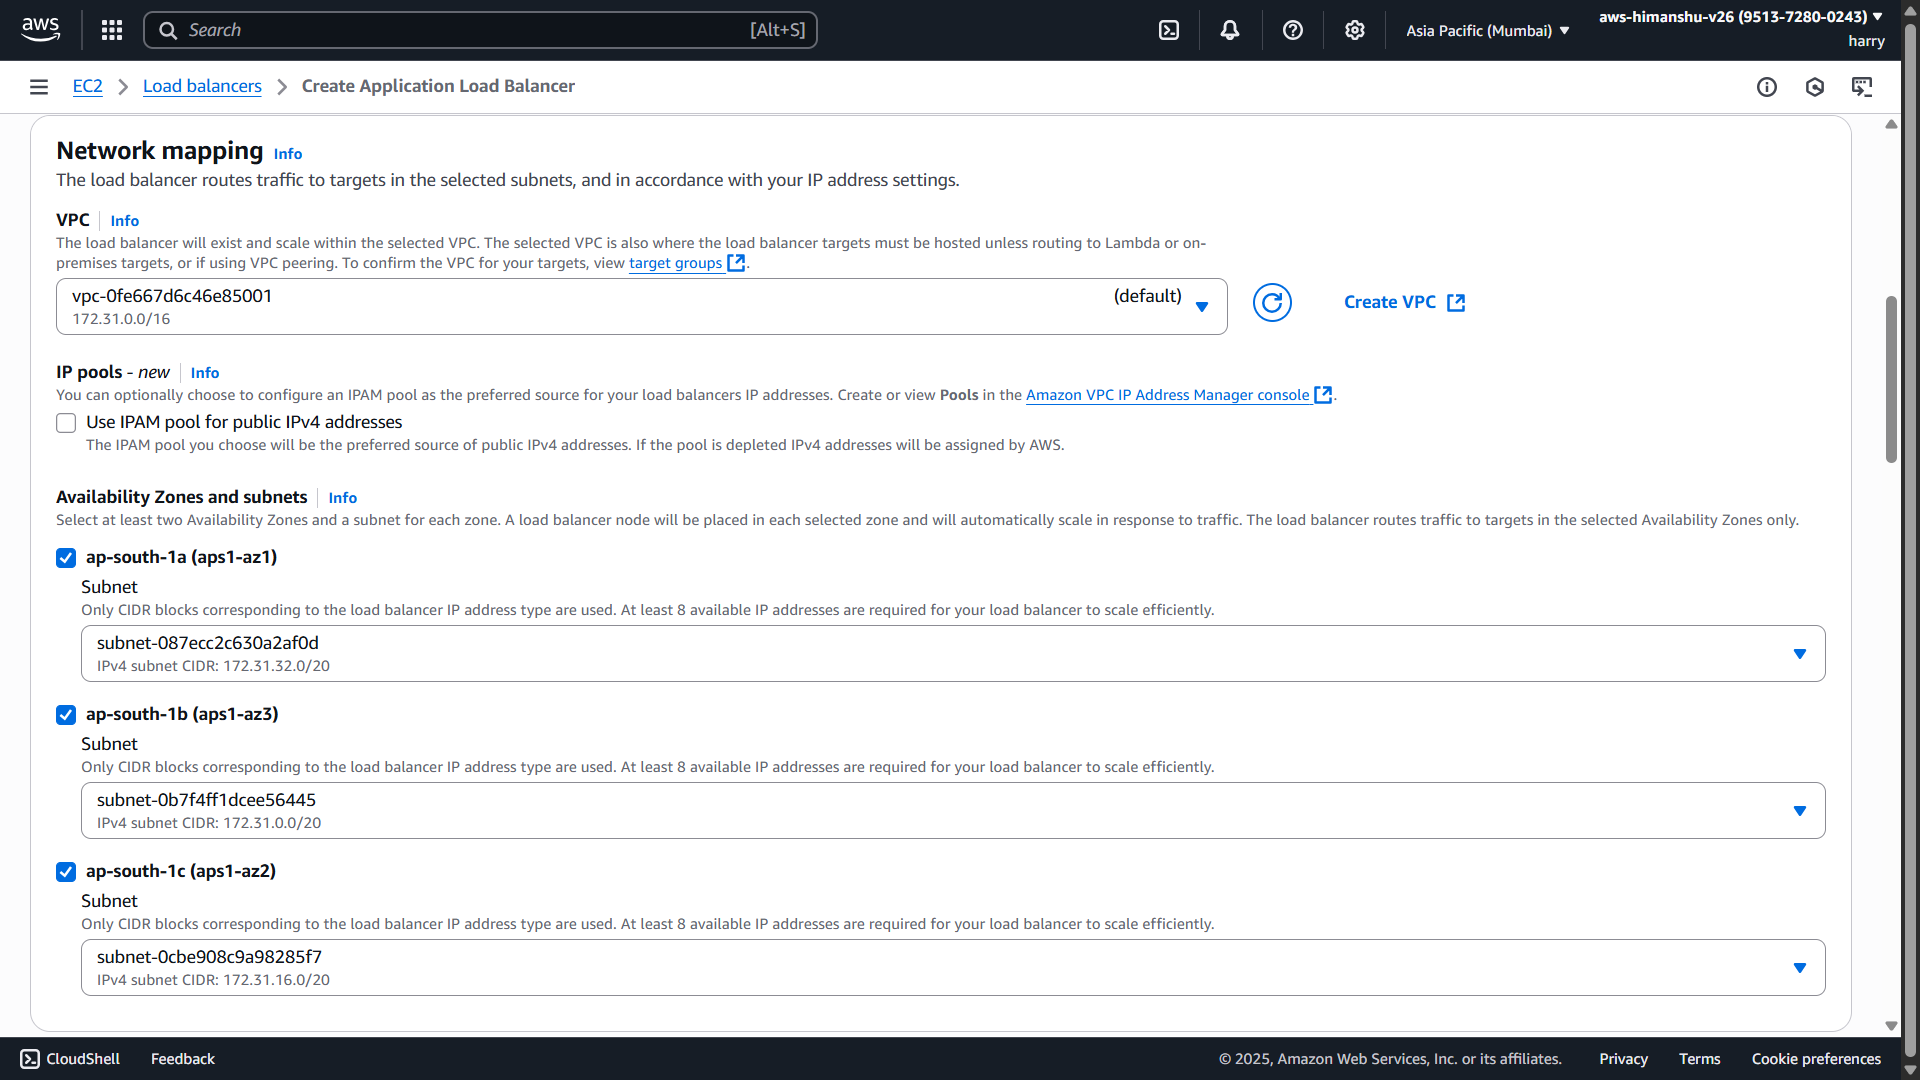 aws
Search
[Alt+S]
Asia Pacific (Mumbai)
aws-himanshu-v26 (9513-7280-0243)
harry
EC2
Load balancers
Create Application Load Balancer
Network mapping Info
The load balancer routes traffic to targets in the selected subnets, and in accordance with your IP address settings.
VPC Info
The load balancer will exist and scale within the selected VPC. The selected VPC is also where the load balancer targets must be hosted unless routing to Lambda or on-
premises targets, or if using VPC peering. To confirm the VPC for your targets, view target groups.
vpc-0fe667d6c46e85001 (default)
172.31.0.0/16
Create VPC
IP pools - new Info
You can optionally choose to configure an IPAM pool as the preferred source for your load balancers IP addresses. Create or view Pools in the Amazon VPC IP Address Manager console.
Use IPAM pool for public IPv4 addresses
The IPAM pool you choose will be the preferred source of public IPv4 addresses. If the pool is depleted IPv4 addresses will be assigned by AWS.
Availability Zones and subnets Info
Select at least two Availability Zones and a subnet for each zone. A load balancer node will be placed in each selected zone and will automatically scale in response to traffic. The load balancer routes traffic to targets in the selected Availability Zones only.
ap-south-1a (aps1-az1)
Subnet
Only CIDR blocks corresponding to the load balancer IP address type are used. At least 8 available IP addresses are required for your load balancer to scale efficiently.
subnet-087ecc2c630a2af0d
IPv4 subnet CIDR: 172.31.32.0/20
ap-south-1b (aps1-az3)
Subnet
Only CIDR blocks corresponding to the load balancer IP address type are used. At least 8 available IP addresses are required for your load balancer to scale efficiently.
subnet-0b7f4ff1dcee56445
IPv4 subnet CIDR: 172.31.0.0/20
ap-south-1c (aps1-az2)
Subnet
Only CIDR blocks corresponding to the load balancer IP address type are used. At least 8 available IP addresses are required for your load balancer to scale efficiently.
subnet-0cbe908c9a98285f7
IPv4 subnet CIDR: 172.31.16.0/20
CloudShell
Feedback
© 2025, Amazon Web Services, Inc. or its affiliates.
Privacy
Terms
Cookie preferences